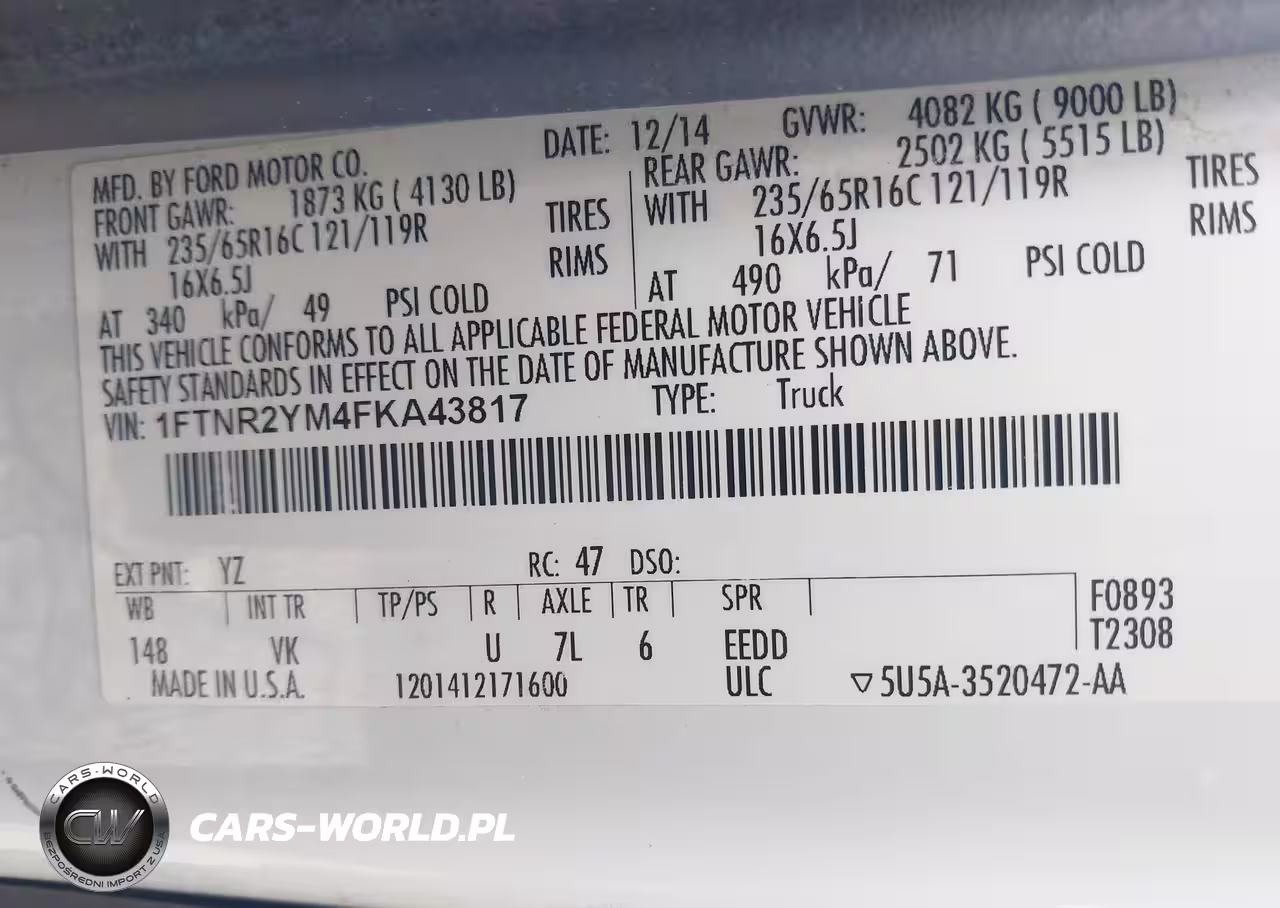 DATE: 12/14 GVWR: 4082 KG ( 9000 LB)
MFD. BY FORD MOTOR CO.
FRONT GAWR: 1873 KG ( 4130 LB)
WITH 235/65R16C 121/119R TIRES
16X6.5J RIMS
AT 340 kPa/ 49 PSI COLD
REAR GAWR: 2502 KG ( 5515 LB)
WITH 235/65R16C 121/119R TIRES
16X6.5J RIMS
AT 490 kPa/ 71 PSI COLD
THIS VEHICLE CONFORMS TO ALL APPLICABLE FEDERAL MOTOR VEHICLE
SAFETY STANDARDS IN EFFECT ON THE DATE OF MANUFACTURE SHOWN ABOVE.
VIN: 1FTNR2YM4FKA43817 TYPE: Truck
EXT PNT: YZ RC: 47 DSO:
WB INT TR TP/PS R AXLE TR SPR F0893
148 VK U 7L 6 EEDD T2308
MADE IN U.S.A. 1201412171600 ULC ▽5U5A-3520472-AA
CARS-WORLD
CW
BEZPOŚREDNI IMPORT Z USA
CARS-WORLD.PL